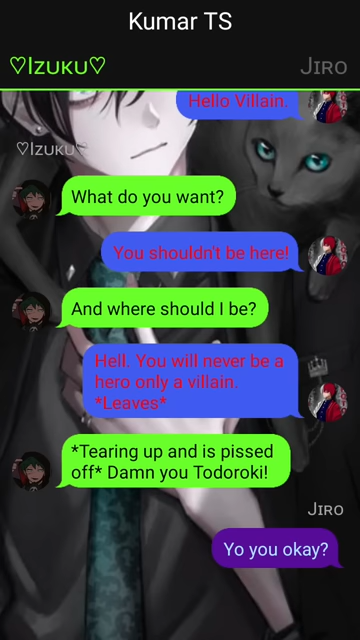 Kumar TS
♡Izuku♡
Jiro
Hello Villain.
♡Izuku♡
What do you want?
You shouldn't be here!
And where should I be?
Hell. You will never be a
hero only a villain.
*Leaves*
*Tearing up and is pissed
off* Damn you Todoroki!
Jiro
Yo you okay?